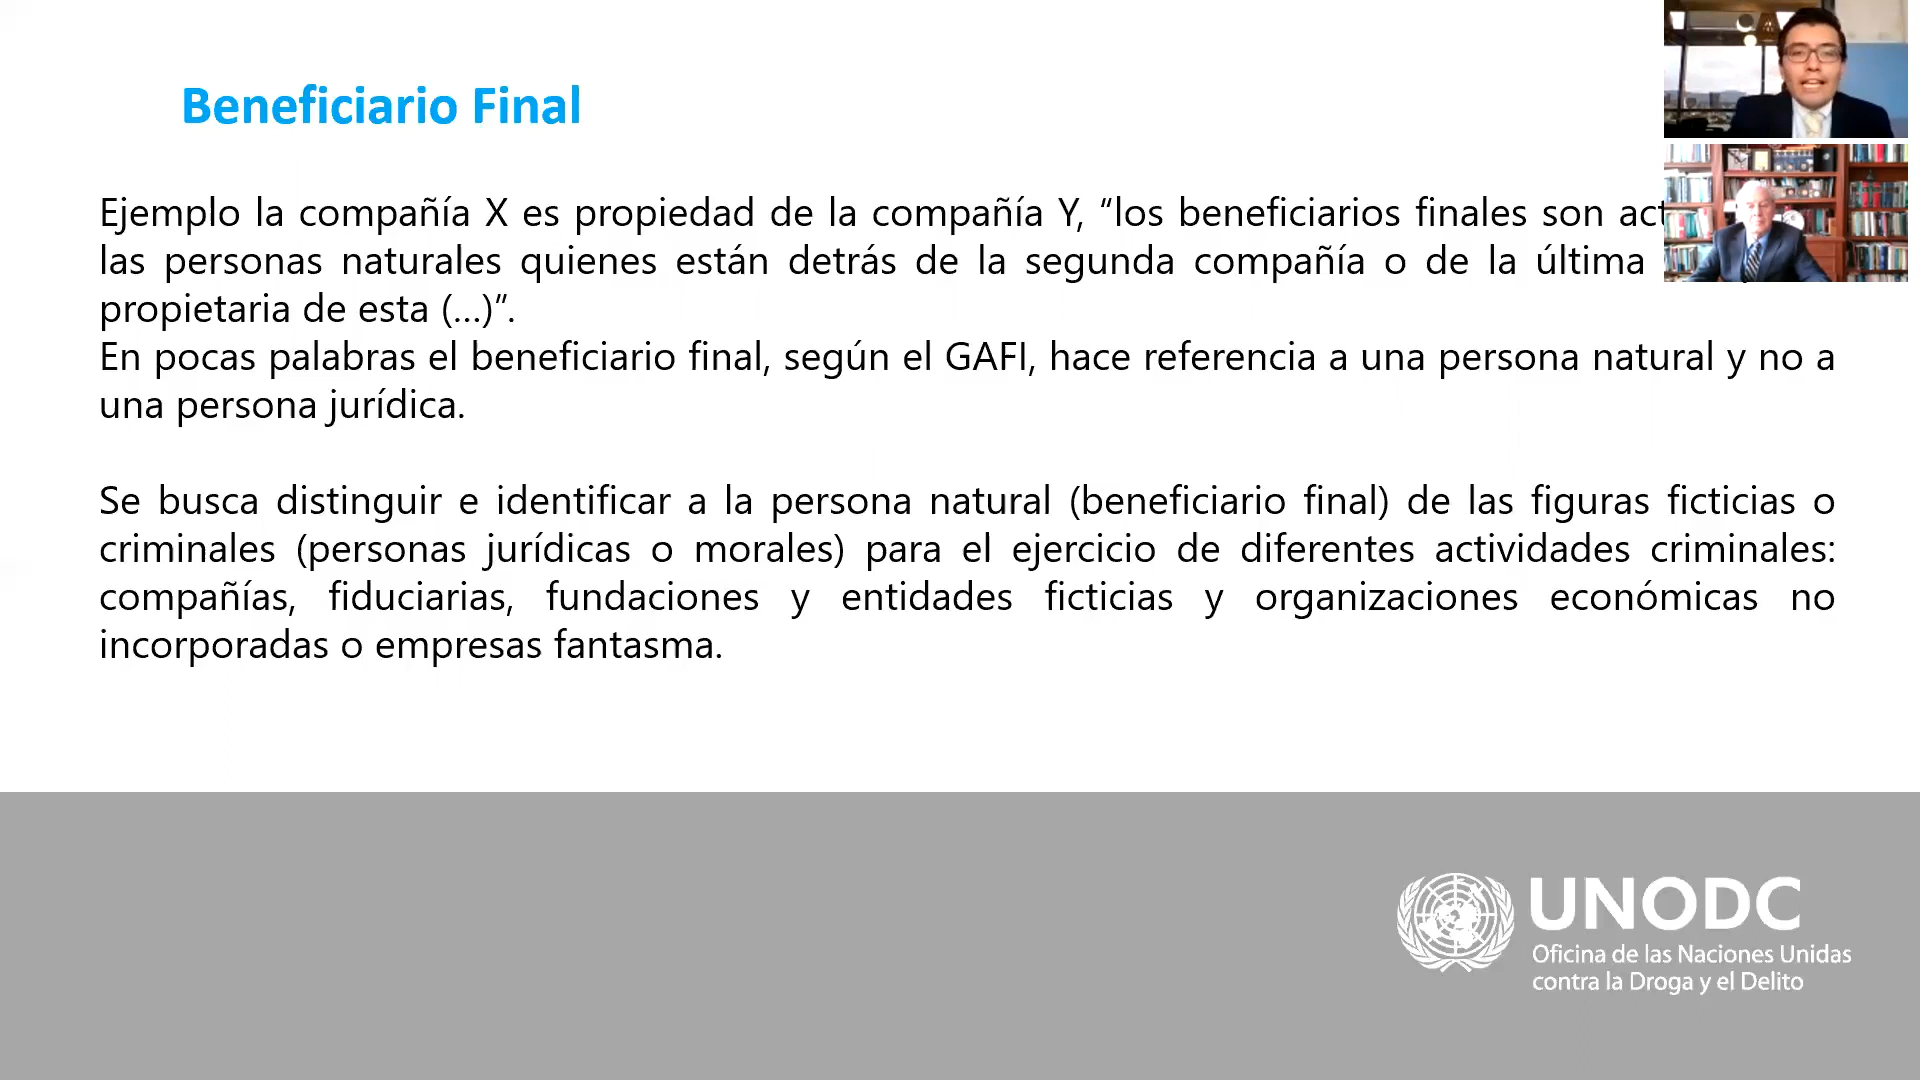 Beneficiario Final
Ejemplo la compañía X es propiedad de la compañía Y, “los beneficiarios finales son
las personas naturales quienes están detrás de la segunda compañía o de la última
propietaria de esta (...)”.
En pocas palabras el beneficiario final, según el GAFI, hace referencia a una persona natural y no a
una persona jurídica.
Se busca distinguir e identificar a la persona natural (beneficiario final) de las figuras ficticias o
criminales (personas jurídicas o morales) para el ejercicio de diferentes actividades criminales:
compañías, fiduciarias, fundaciones y entidades ficticias y organizaciones económicas no
incorporadas o empresas fantasma.
UNODC
Oficina de las Naciones Unidas
contra la Droga y el Delito